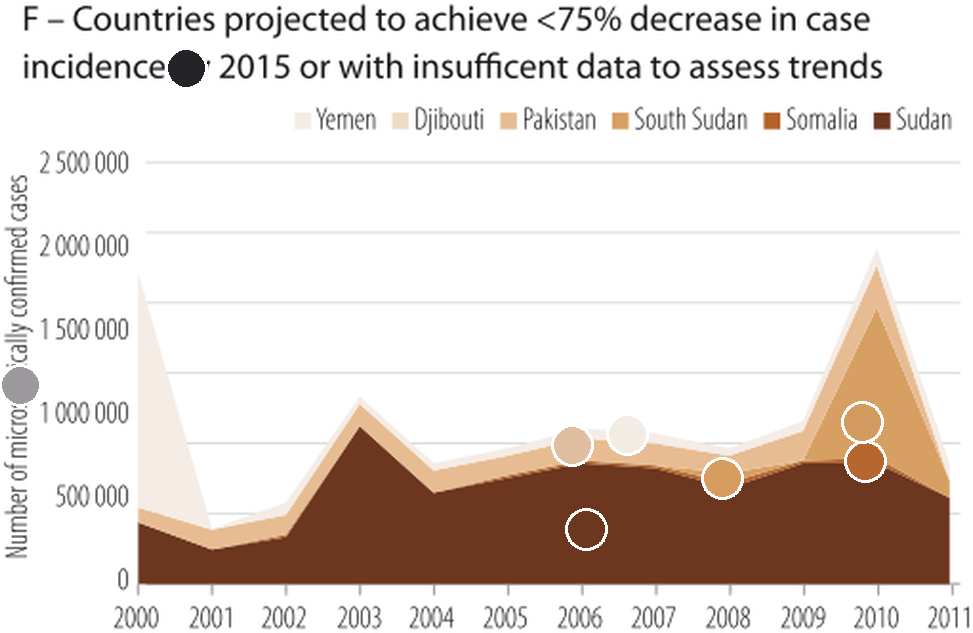 F – Countries projected to achieve <75% decrease in case
incidence 2015 or with insufficent data to assess trends
Yemen Djibouti Pakistan South Sudan Somalia Sudan
Number of confirmed cases
2 500 000
2 000 000
1 500 000
1 000 000
500 000
0
2000 2001 2002 2003 2004 2005 2006 2007 2008 2009 2010 2011